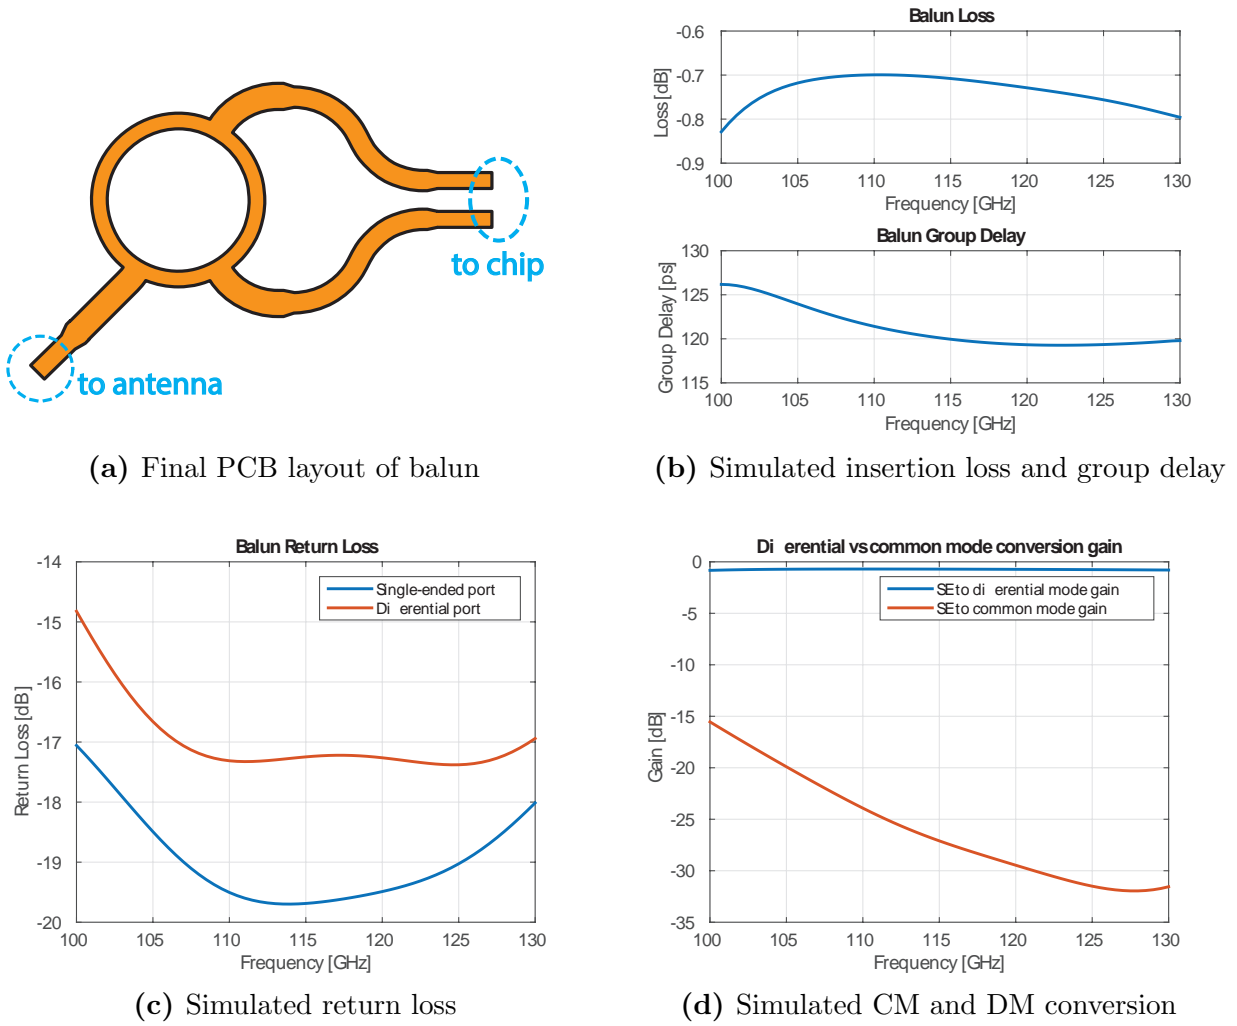 to chip
to antenna
(a) Final PCB layout of balun
Balun Loss
Loss [dB]
-0.6
-0.7
-0.8
-0.9
100 105 110 115 120 125 130
Frequency [GHz]
Balun Group Delay
Group Delay [ps]
130
125
120
115
100 105 110 115 120 125 130
Frequency [GHz]
(b) Simulated insertion loss and group delay
Balun Return Loss
Return Loss [dB]
-14
-15
-16
-17
-18
-19
-20
Single-ended port
Di erential port
100 105 110 115 120 125 130
Frequency [GHz]
(c) Simulated return loss
Di erential vs common mode conversion gain
Gain [dB]
0
-5
-10
-15
-20
-25
-30
-35
SE to di erential mode gain
SE to common mode gain
100 105 110 115 120 125 130
Frequency [GHz]
(d) Simulated CM and DM conversion